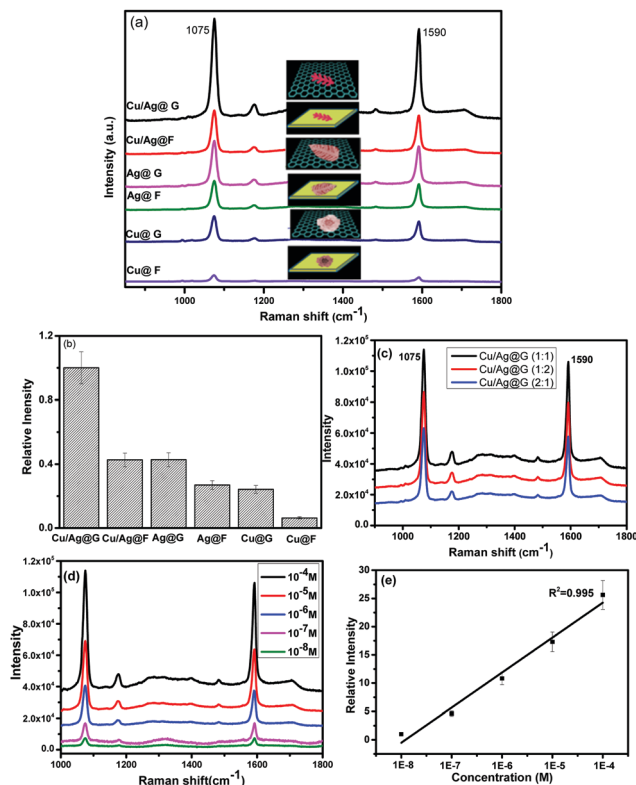 (a)
1075
1590
Cu/Ag@ G
Cu/Ag@F
Ag@ G
Ag@ F
Cu@ G
Cu@ F
Intensity (a.u.)
1000 1200 1400 1600 1800
Raman shift (cm⁻¹)
(b)
Relative Inensity
1.2
0.8
0.4
0.0
Cu/Ag@G Cu/Ag@F Ag@G Ag@F Cu@G Cu@F
(c)
1075
1590
Cu/Ag@G (1:1)
Cu/Ag@G (1:2)
Cu/Ag@G (2:1)
Intensity
1.2x10⁵
1.0x10⁵
8.0x10⁴
6.0x10⁴
4.0x10⁴
2.0x10⁴
0.0
1000 1200 1400 1600 1800
Raman shift (cm⁻¹)
(d)
10⁻⁴M
10⁻⁵M
10⁻⁶M
10⁻⁷M
10⁻⁸M
Intensity
1.2x10⁵
1.0x10⁵
8.0x10⁴
6.0x10⁴
4.0x10⁴
2.0x10⁴
0.0
1000 1200 1400 1600 1800
Raman shift(cm⁻¹)
(e)
R²=0.995
Relative Intensity
30
25
20
15
10
5
0
1E-8 1E-7 1E-6 1E-5 1E-4
Concentration (M)